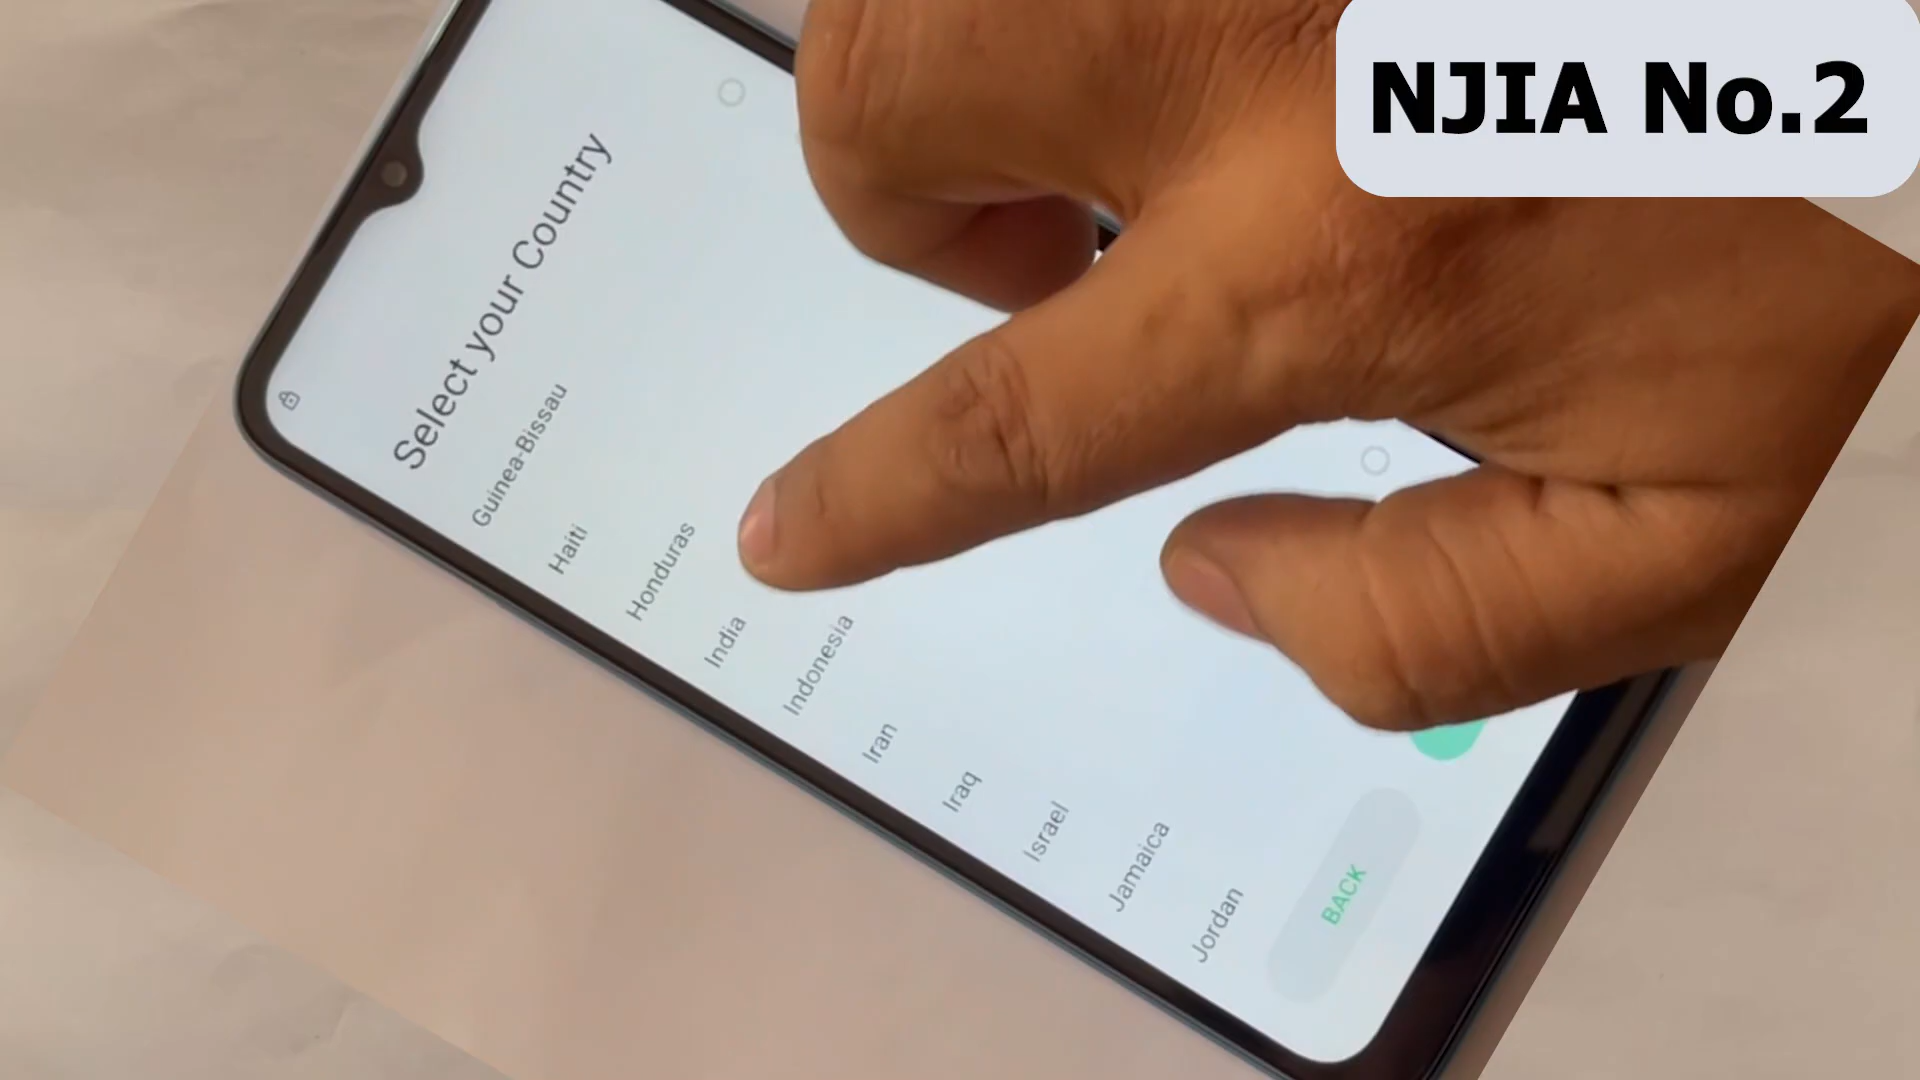 NJIA No.2
Select your Country
Guinea-Bissau
Haiti
Honduras
India
Indonesia
Iran
Iraq
Israel
Jamaica
Jordan
BACK